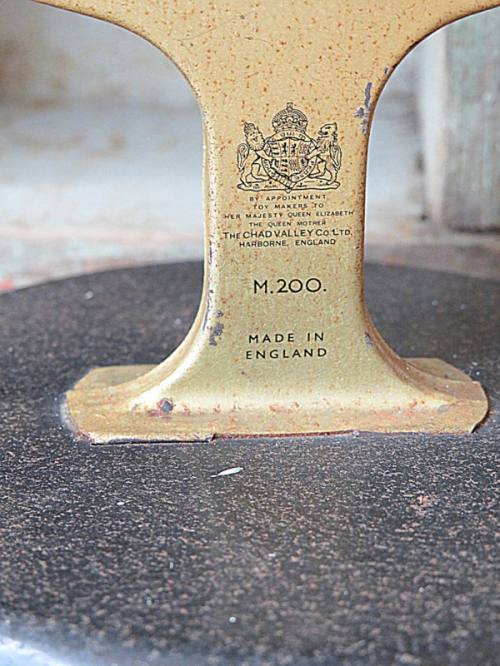 BY APPOINTMENT
TOY MAKERS TO
HER MAJESTY QUEEN ELIZABETH
THE QUEEN MOTHER
THE CHAD VALLEY CO. LTD.
HARBORNE, ENGLAND
M.200.
MADE IN
ENGLAND